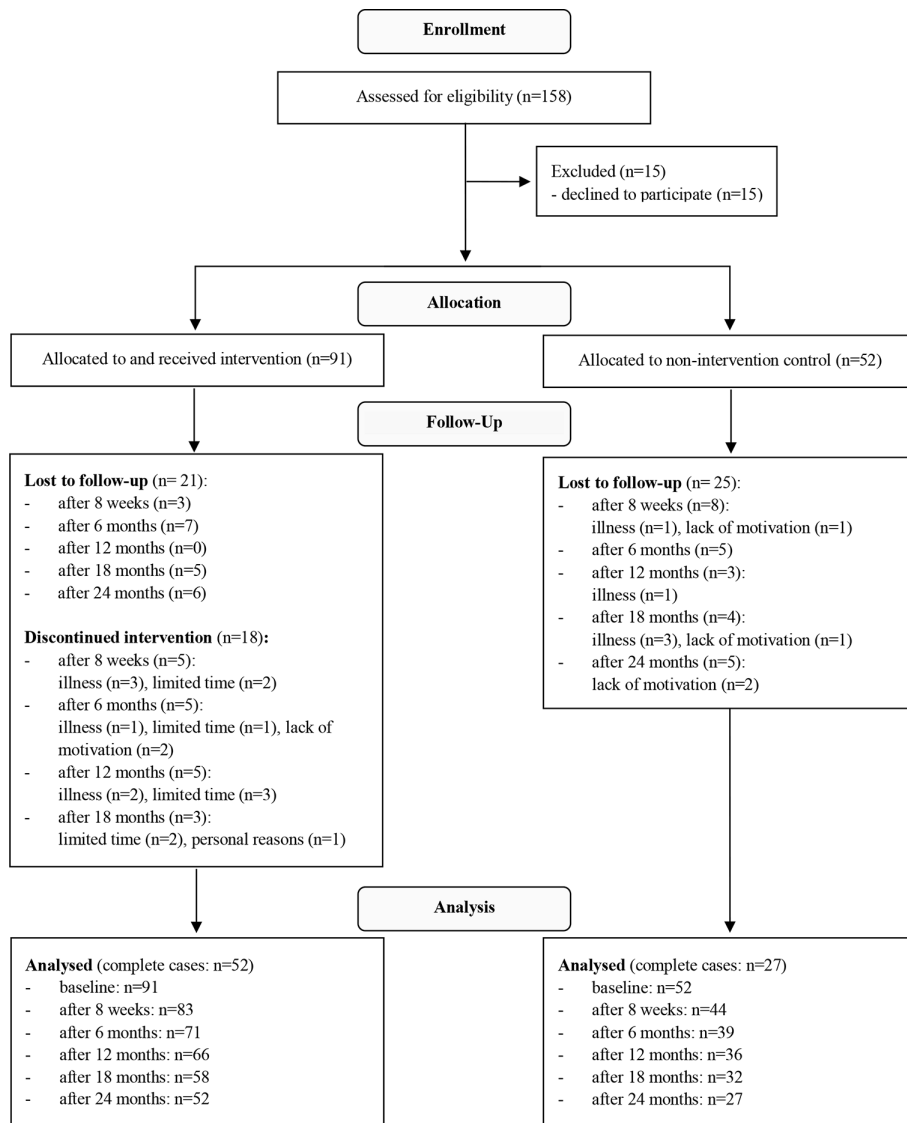 Enrollment
Assessed for eligibility (n=158)
Excluded (n=15)
- declined to participate (n=15)
Allocation
Allocated to and received intervention (n=91)
Allocated to non-intervention control (n=52)
Follow-Up
Lost to follow-up (n= 21):
- after 8 weeks (n=3)
- after 6 months (n=7)
- after 12 months (n=0)
- after 18 months (n=5)
- after 24 months (n=6)
Discontinued intervention (n=18):
- after 8 weeks (n=5):
illness (n=3), limited time (n=2)
- after 6 months (n=5):
illness (n=1), limited time (n=1), lack of
motivation (n=2)
- after 12 months (n=5):
illness (n=2), limited time (n=3)
- after 18 months (n=3):
limited time (n=2), personal reasons (n=1)
Lost to follow-up (n= 25):
- after 8 weeks (n=8):
illness (n=1), lack of motivation (n=1)
- after 6 months (n=5)
- after 12 months (n=3):
illness (n=1)
- after 18 months (n=4):
illness (n=3), lack of motivation (n=1)
- after 24 months (n=5):
lack of motivation (n=2)
Analysis
Analysed (complete cases: n=52)
- baseline: n=91
- after 8 weeks: n=83
- after 6 months: n=71
- after 12 months: n=66
- after 18 months: n=58
- after 24 months: n=52
Analysed (complete cases: n=27)
- baseline: n=52
- after 8 weeks: n=44
- after 6 months: n=39
- after 12 months: n=36
- after 18 months: n=32
- after 24 months: n=27